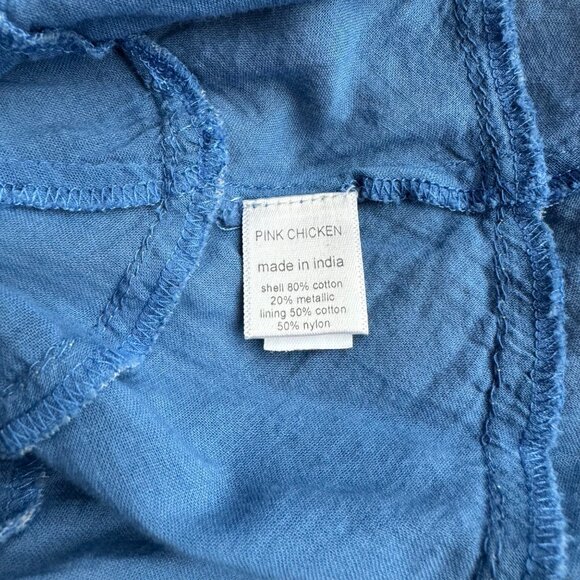 PINK CHICKEN
made in india
shell 80% cotton
20% metallic
lining 50% cotton
50% nylon